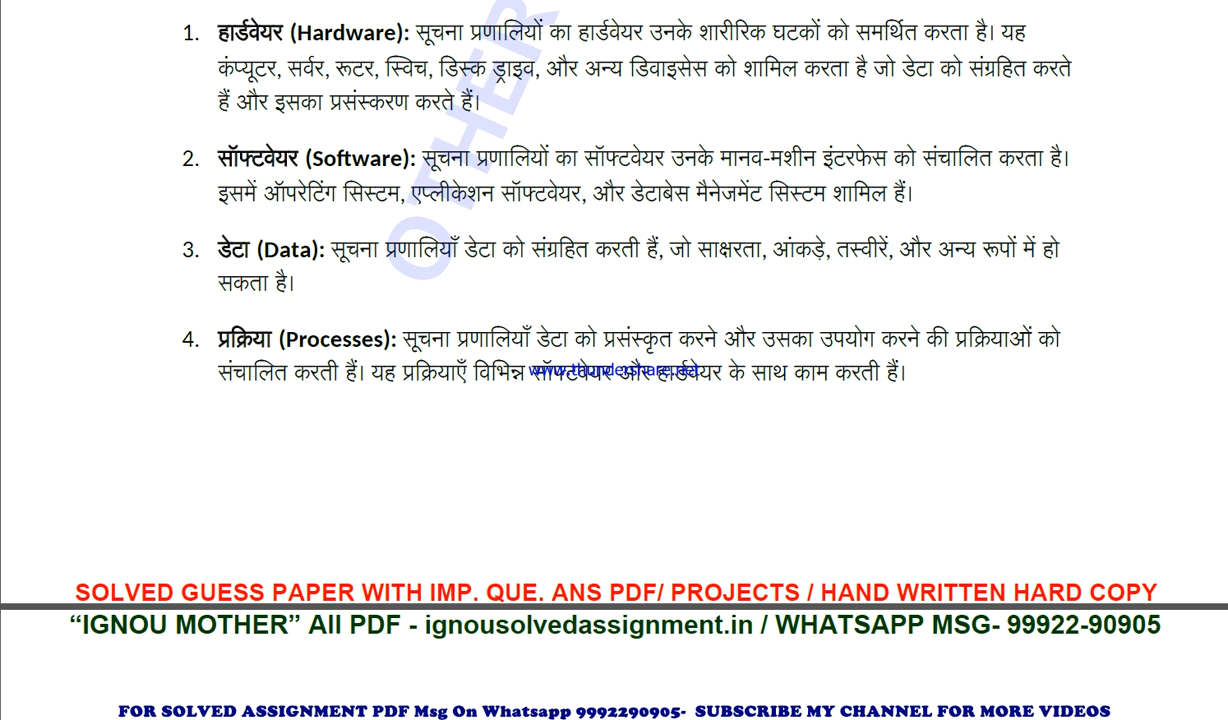 1. हार्डवेयर (Hardware): सूचना प्रणालियों का हार्डवेयर उनके शारीरिक घटकों को समर्थित करता है। यह
कंप्यूटर, सर्वर, रूटर, स्विच, डिस्क ड्राइव, और अन्य डिवाइसेस को शामिल करता है जो डेटा को संग्रहित करते
हैं और इसका प्रसंस्करण करते हैं।
2. सॉफ्टवेयर (Software): सूचना प्रणालियों का सॉफ्टवेयर उनके मानव-मशीन इंटरफेस को संचालित करता है।
इसमें ऑपरेटिंग सिस्टम, एप्लीकेशन सॉफ्टवेयर, और डेटाबेस मैनेजमेंट सिस्टम शामिल हैं।
3. डेटा (Data): सूचना प्रणालियाँ डेटा को संग्रहित करती हैं, जो साक्षरता, आंकड़े, तस्वीरें, और अन्य रूपों में हो
सकता है।
4. प्रक्रिया (Processes): सूचना प्रणालियाँ डेटा को प्रसंस्कृत करने और उसका उपयोग करने की प्रक्रियाओं को
संचालित करती हैं। यह प्रक्रियाएँ विभिन्न सॉफ्टवेयर और हार्डवेयर के साथ काम करती हैं।
www.thundershare.net
OTHER
SOLVED GUESS PAPER WITH IMP. QUE. ANS PDF/ PROJECTS / HAND WRITTEN HARD COPY
“IGNOU MOTHER” All PDF - ignousolvedassignment.in / WHATSAPP MSG- 99922-90905
FOR SOLVED ASSIGNMENT PDF Msg On Whatsapp 9992290905- SUBSCRIBE MY CHANNEL FOR MORE VIDEOS